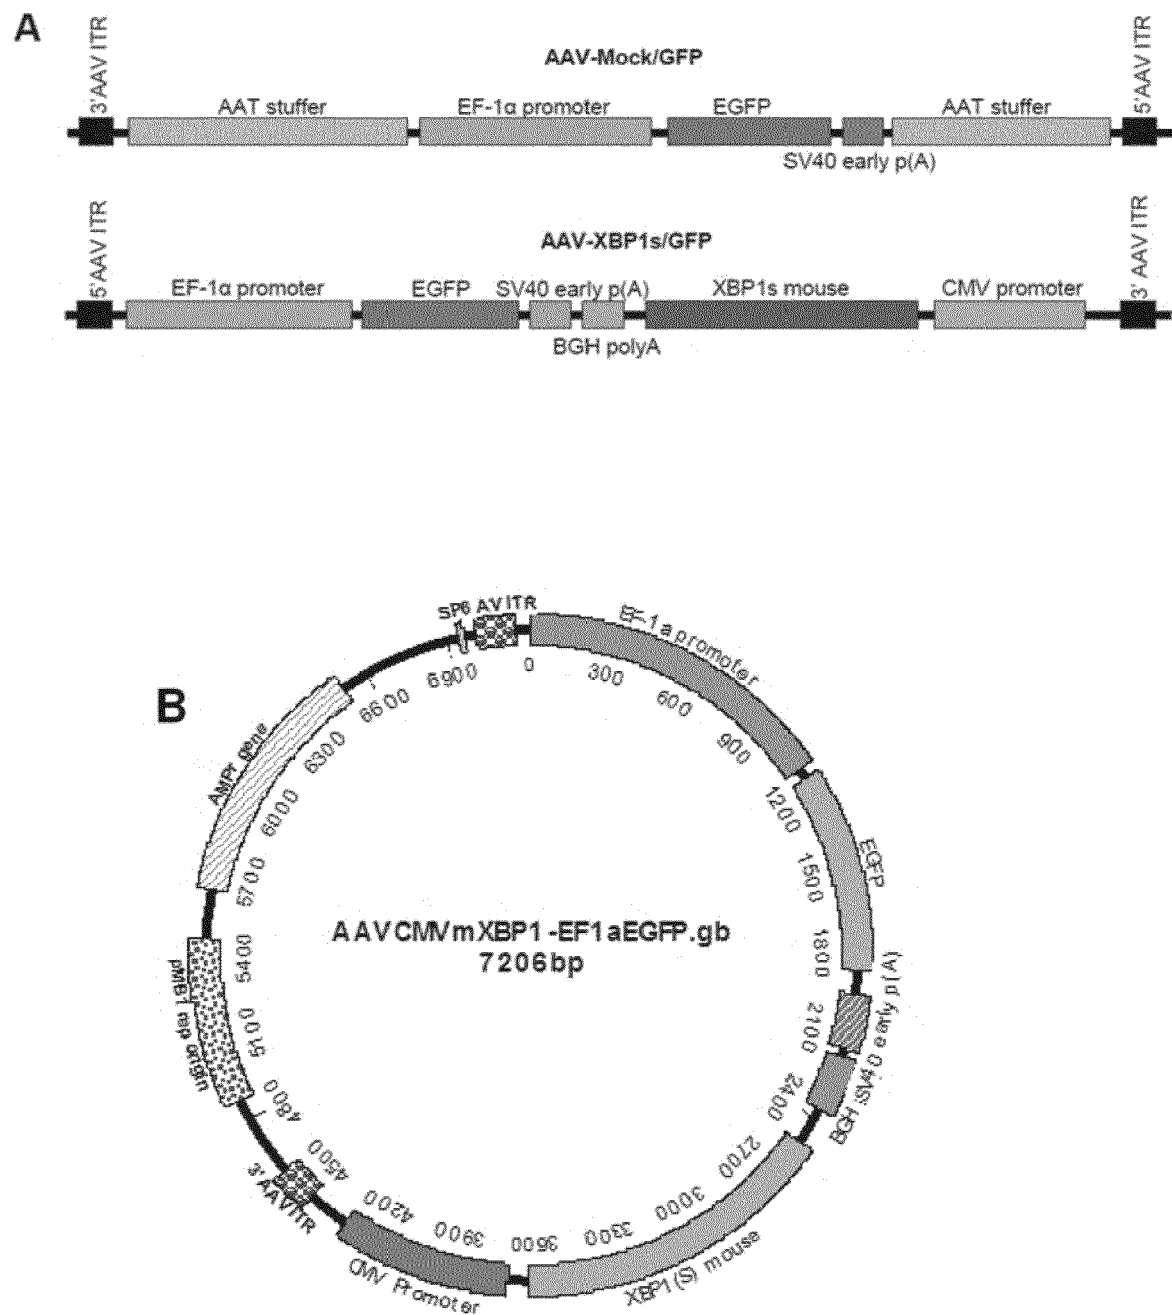 A
AAV-Mock/GFP
3'AAV ITR
AAT stuffer
EF-1α promoter
EGFP
SV40 early p(A)
AAT stuffer
5'AAV ITR
AAV-XBP1s/GFP
5'AAV ITR
EF-1α promoter
EGFP
SV40 early p(A)
BGH polyA
XBP1s mouse
CMV promoter
3' AAV ITR
B
SP6
AV ITR
EF-1a promoter
EGFP
SV40 early p(A)
BGH
XBP1(S) mouse
CMV Promoter
3' AAV ITR
pMB1 rep origin
AMPr gene
0
300
600
900
1200
1500
1800
2100
2400
2700
3000
3300
3600
3900
4200
4500
4800
5100
5400
5700
6000
6300
6600
6900
AAVCMVmXBP1-EF1aEGFP.gb
7206bp